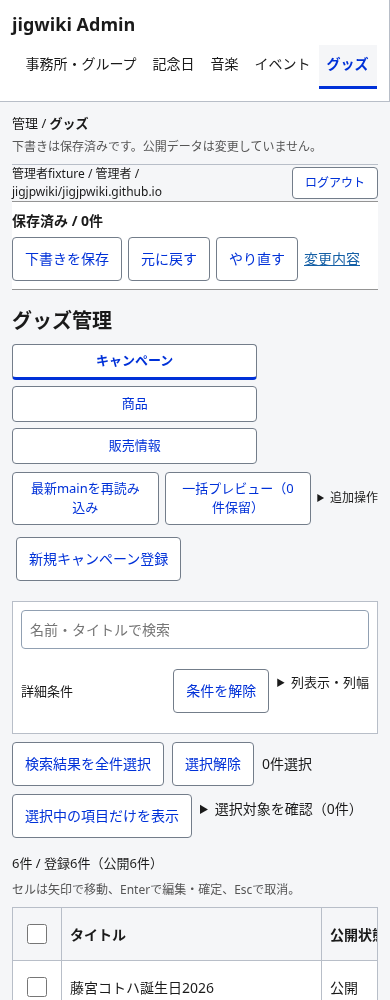 jigwiki Admin
事務所・グループ 記念日 音楽 イベント グッズ
管理 / グッズ
下書きは保存済みです。公開データは変更していません。
管理者fixture / 管理者 /
jigjpwiki/jigjpwiki.github.io
ログアウト
保存済み / 0件
下書きを保存 元に戻す やり直す 変更内容
グッズ管理
キャンペーン
商品
販売情報
最新mainを再読み
込み
一括プレビュー（0
件保留）
▶ 追加操作
新規キャンペーン登録
名前・タイトルで検索
詳細条件 条件を解除 ▶ 列表示・列幅
検索結果を全件選択 選択解除 0件選択
選択中の項目だけを表示 ▶ 選択対象を確認（0件）
6件 / 登録6件（公開6件）
セルは矢印で移動、Enterで編集・確定、Escで取消。
タイトル 公開状
藤宮コトハ誕生日2026 公開